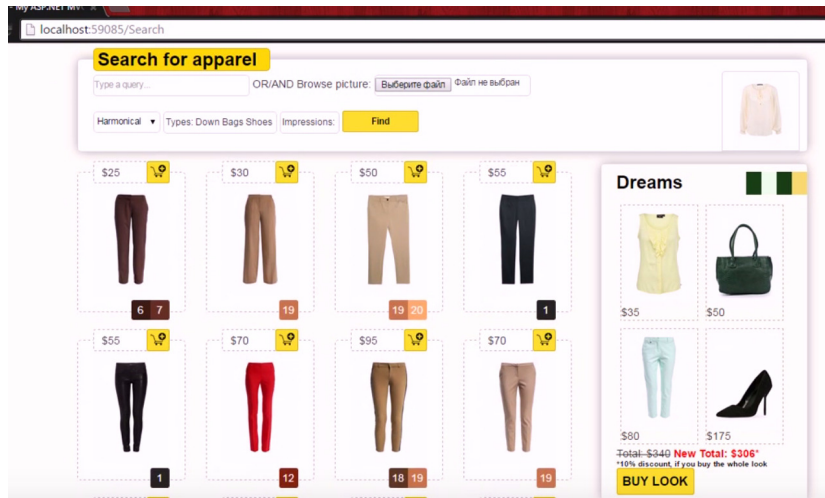 My ASP.NET MV
localhost:59085/Search
Search for apparel
Type a query...
OR/AND Browse picture: Выберите файл Файл не выбран
Harmonical
Types: Down Bags Shoes
Impressions:
Find
$25 $30 $50 $55
6 7 19 19 20 1
$55 $70 $95 $70
1 12 18 19 19
Dreams
$35 $50
$80 $175
Total: $340 New Total: $306*
*10% discount, if you buy the whole look
BUY LOOK